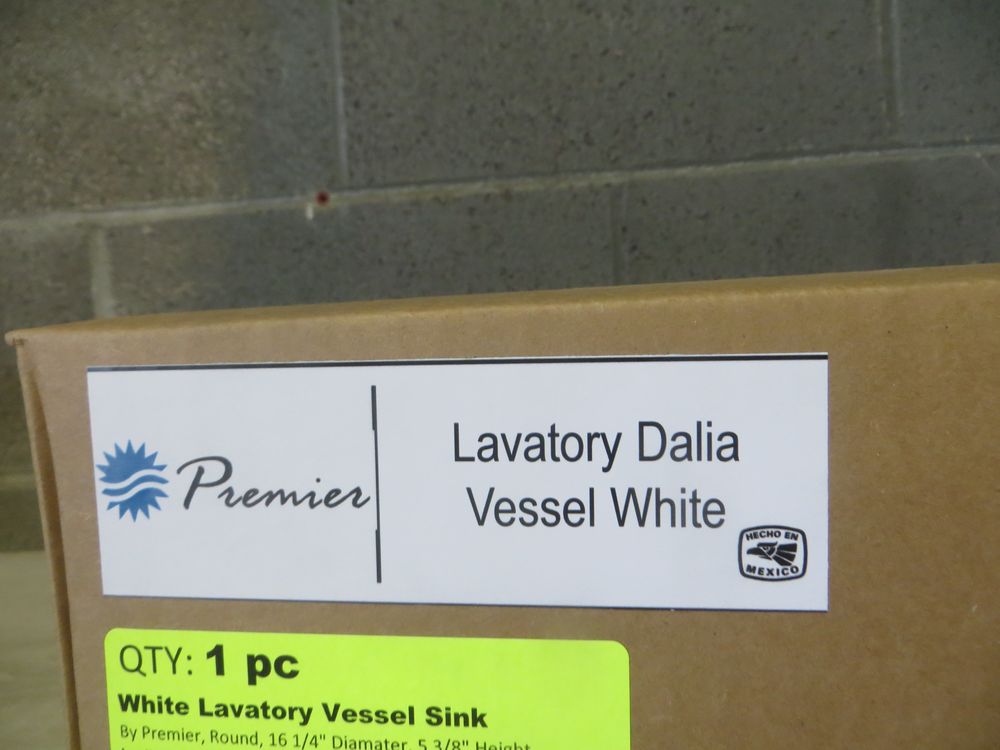 Premier
Lavatory Dalia
Vessel White
HECHO EN
MEXICO
QTY: 1 pc
White Lavatory Vessel Sink
By Premier, Round, 16 1/4" Diamater, 5 3/8" Height